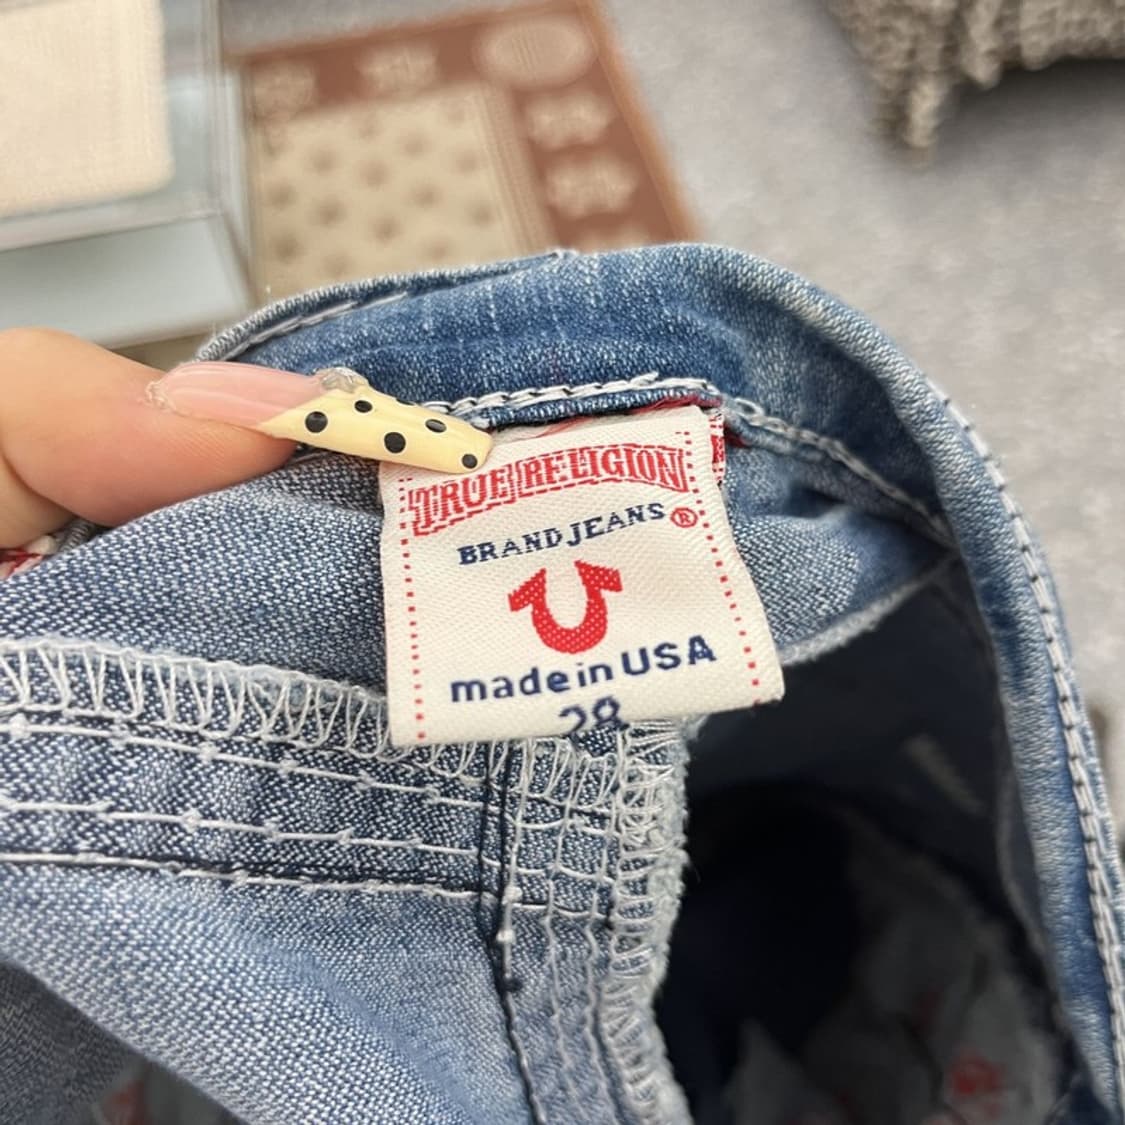 TRUE RELIGION
BRAND JEANS ®
made in USA
28